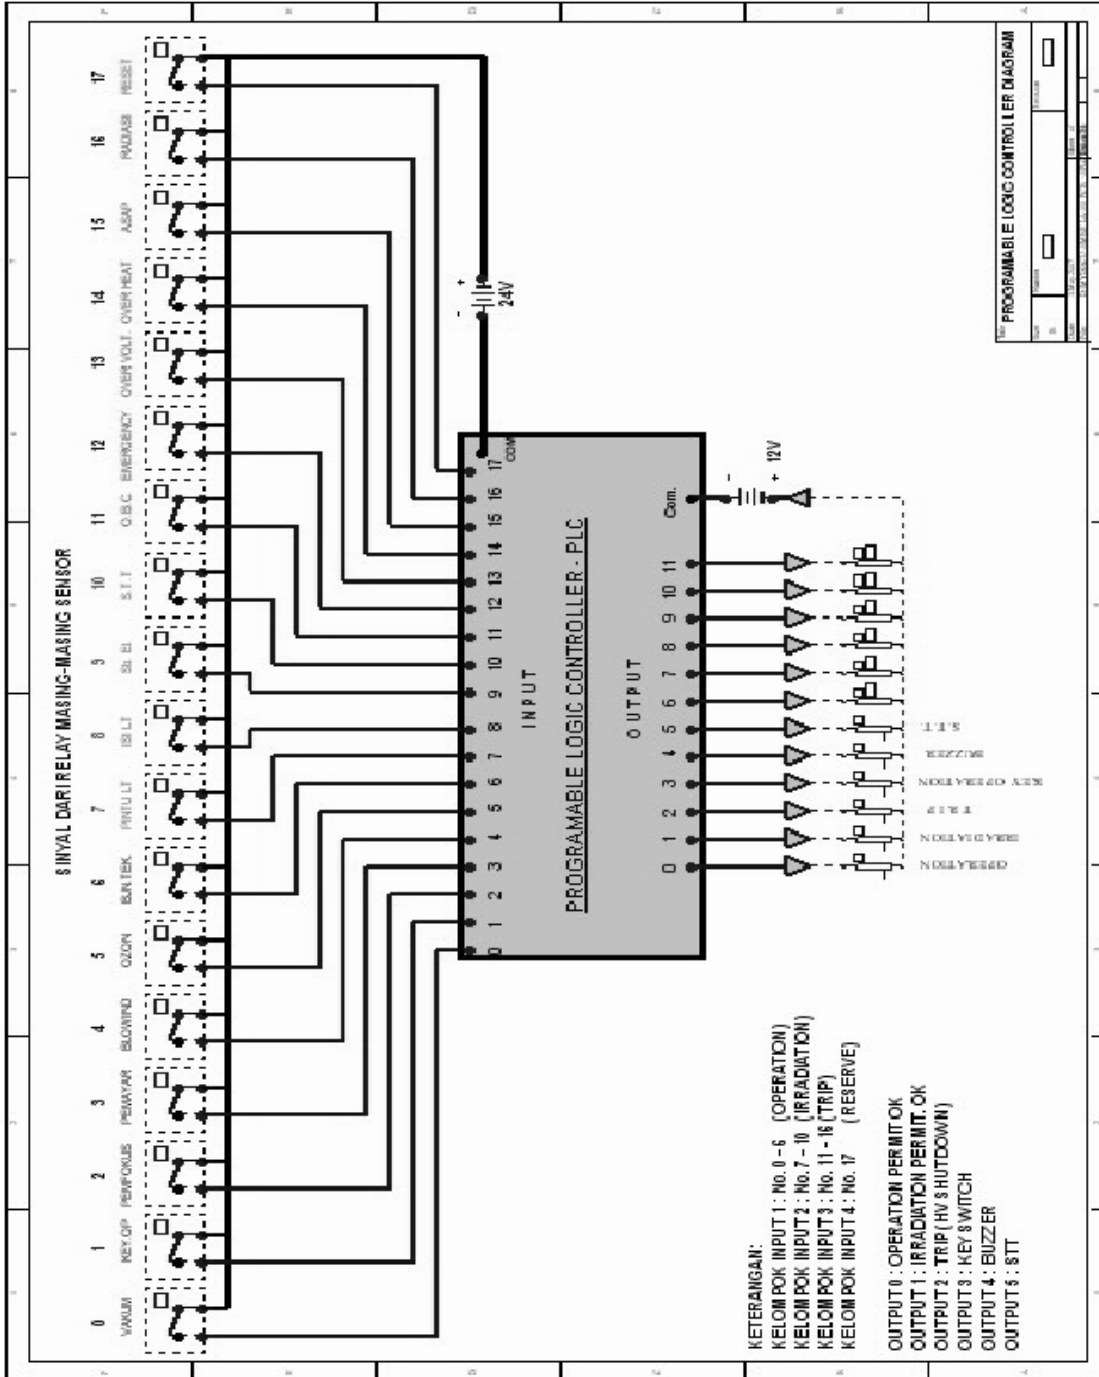 SINYAL DARI RELAY MASING-MASING SENSOR
0 1 2 3 4 5 6 7 8 9 10 11 12 13 14 15 16 17
VAKUM KEY.OP PEMFOKUS PEMAYAR BLOWIND OZON BJN.TEK PINTU LT S.T.T EMERGENCY OVER VOLT. OVER HEAT ASAP RADIASI RESET
- +
24V
0 1 2 3 4 5 6 7 8 9 10 11 12 13 14 15 16 17
COM
INPUT
PROGRAMABLE LOGIC CONTROLLER - PLC
OUTPUT
0 1 2 3 4 5 6 7 8 9 10 11 Com.
- + 12V
OPERATION
IRRADIATION
TRIP
KEY OPERATION
BUZZER
S.T.T.
KETERANGAN:
KELOMPOK INPUT 1 : No. 0 - 6 (OPERATION)
KELOMPOK INPUT 2 : No. 7 - 10 (IRRADIATION)
KELOMPOK INPUT 3 : No. 11 - 16 (TRIP)
KELOMPOK INPUT 4 : No. 17 (RESERVE)
OUTPUT 0 : OPERATION PERMIT OK
OUTPUT 1 : IRRADIATION PERMIT. OK
OUTPUT 2 : TRIP ( HV SHUTDOWN)
OUTPUT 3 : KEY SWITCH
OUTPUT 4 : BUZZER
OUTPUT 5 : STT
PROGRAMABLE LOGIC CONTROLLER DIAGRAM